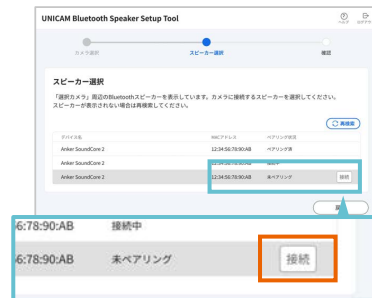 UNICAM Bluetooth Speaker Setup Tool
ヘルプ ログアウト
カメラ選択 スピーカー選択 確認
スピーカー選択
「選択カメラ」周辺のBluetoothスピーカーを表示しています。カメラに接続するスピーカーを選択してください。
スピーカーが表示されない場合は再検索してください。
再検索
デバイス名 MACアドレス ペアリング状況
Anker SoundCore 2 12:34:56:78:90:AB ペアリング済
Anker SoundCore 2 接続中
Anker SoundCore 2 12:34:56:78:90:AB 未ペアリング 接続
6:78:90:AB 接続中
6:78:90:AB 未ペアリング 接続